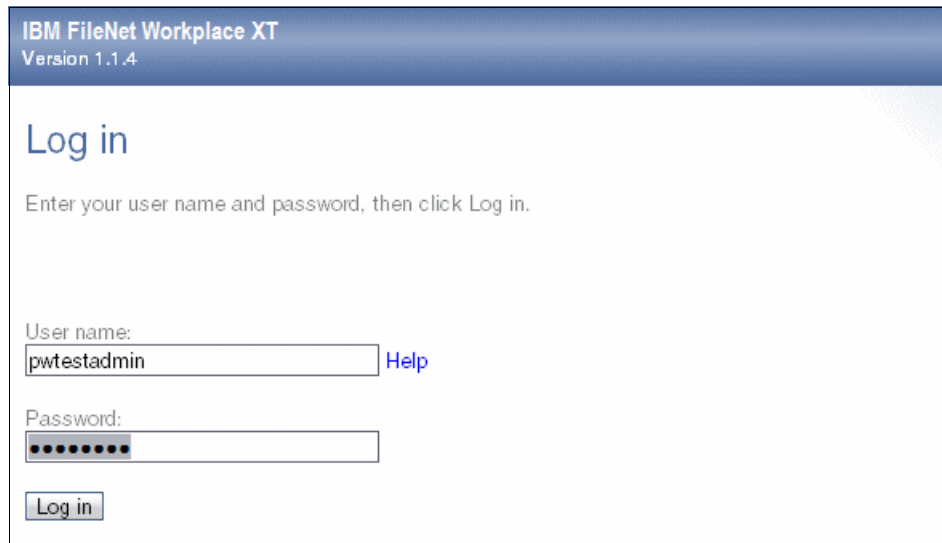 IBM FileNet Workplace XT
Version 1.1.4
Log in
Enter your user name and password, then click Log in.
User name:
pwtestadmin Help
Password:
••••••••
Log in